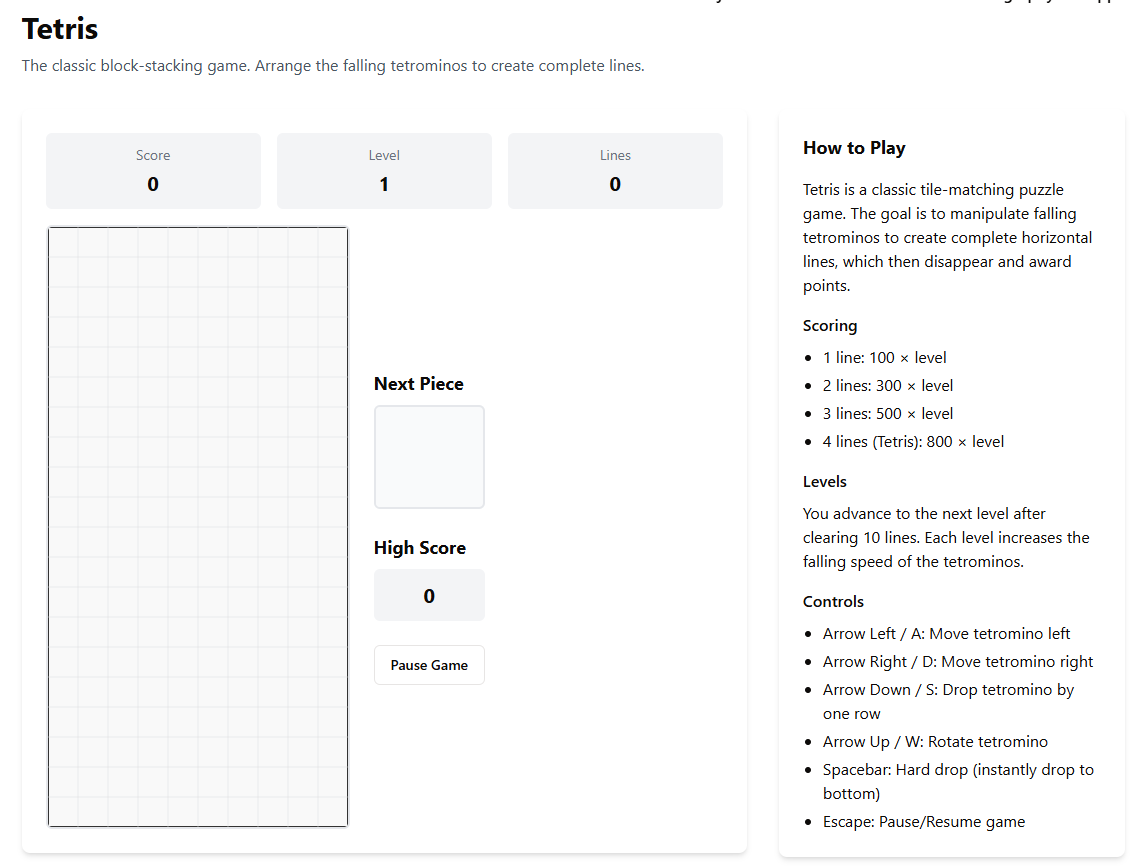 Tetris
The classic block-stacking game. Arrange the falling tetrominos to create complete lines.
Score
0
Level
1
Lines
0
Next Piece
High Score
0
Pause Game
How to Play
Tetris is a classic tile-matching puzzle
game. The goal is to manipulate falling
tetrominos to create complete horizontal
lines, which then disappear and award
points.
Scoring
• 1 line: 100 × level
• 2 lines: 300 × level
• 3 lines: 500 × level
• 4 lines (Tetris): 800 × level
Levels
You advance to the next level after
clearing 10 lines. Each level increases the
falling speed of the tetrominos.
Controls
• Arrow Left / A: Move tetromino left
• Arrow Right / D: Move tetromino right
• Arrow Down / S: Drop tetromino by
one row
• Arrow Up / W: Rotate tetromino
• Spacebar: Hard drop (instantly drop to
bottom)
• Escape: Pause/Resume game